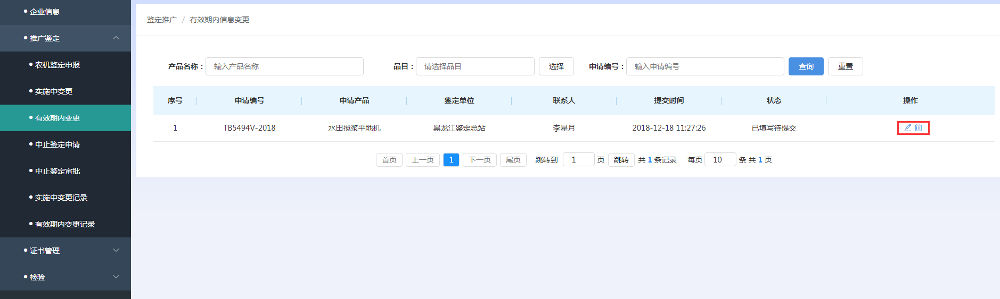 企业信息
推广鉴定
农机鉴定申报
实施中变更
有效期内变更
中止鉴定申请
中止鉴定审批
实施中变更记录
有效期内变更记录
证书管理
检验
鉴定推广 / 有效期内信息变更
产品名称： 输入产品名称 品目： 请选择品目 选择 申请编号： 输入申请编号 查询 重置
序号 申请编号 申请产品 鉴定单位 联系人 提交时间 状态 操作
1 TB5494V-2018 水田搅浆平地机 黑龙江鉴定总站 李星月 2018-12-18 11:27:26 已填写待提交
首页 上一页 1 下一页 尾页 跳转到 1 页 跳转 共 1 条记录 每页 10 条 共 1 页